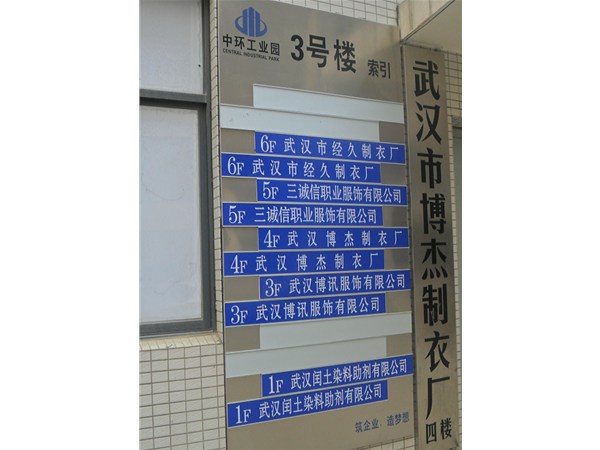 中环工业园
CENTRAL INDUSTRIAL PARK
3号楼 索引
6F 武汉市经久制衣厂
6F 武汉市经久制衣厂
5F 三诚信职业服饰有限公司
5F 三诚信职业服饰有限公司
4F 武汉博杰制衣厂
4F 武汉博杰制衣厂
3F 武汉博讯服饰有限公司
3F 武汉博讯服饰有限公司
1F 武汉闰土染料助剂有限公司
1F 武汉闰土染料助剂有限公司
筑企业，造梦想
武汉市博杰制衣厂
四楼